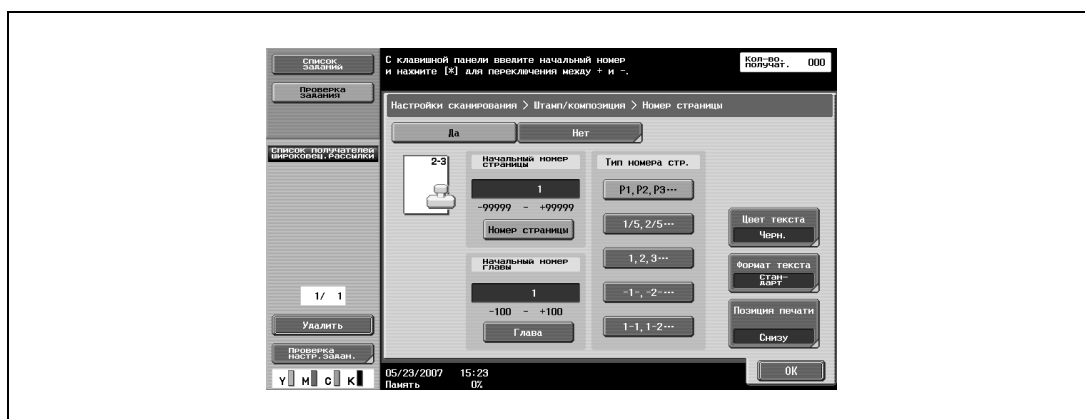 Список
заданий
Проверка
задания
Список получателей
широковещ.рассылки
1/ 1
Удалить
Проверка
настр.задан.
Y M C K
С клавишной панели введите начальный номер
и нажмите [*] для переключения между + и -.
Кол-во.
получат. 000
Настройки сканирования > Штамп/композиция > Номер страницы
Да
Нет
2-3
Начальный номер
страницы
1
-99999 - +99999
Номер страницы
Начальный номер
главы
1
-100 - +100
Глава
Тип номера стр.
P1, P2, P3···
1/5, 2/5···
1, 2, 3···
-1-, -2-···
1-1, 1-2···
Цвет текста
Черн.
Формат текста
Стан-
дарт
Позиция печати
Снизу
OK
05/23/2007 15:23
Память 0%